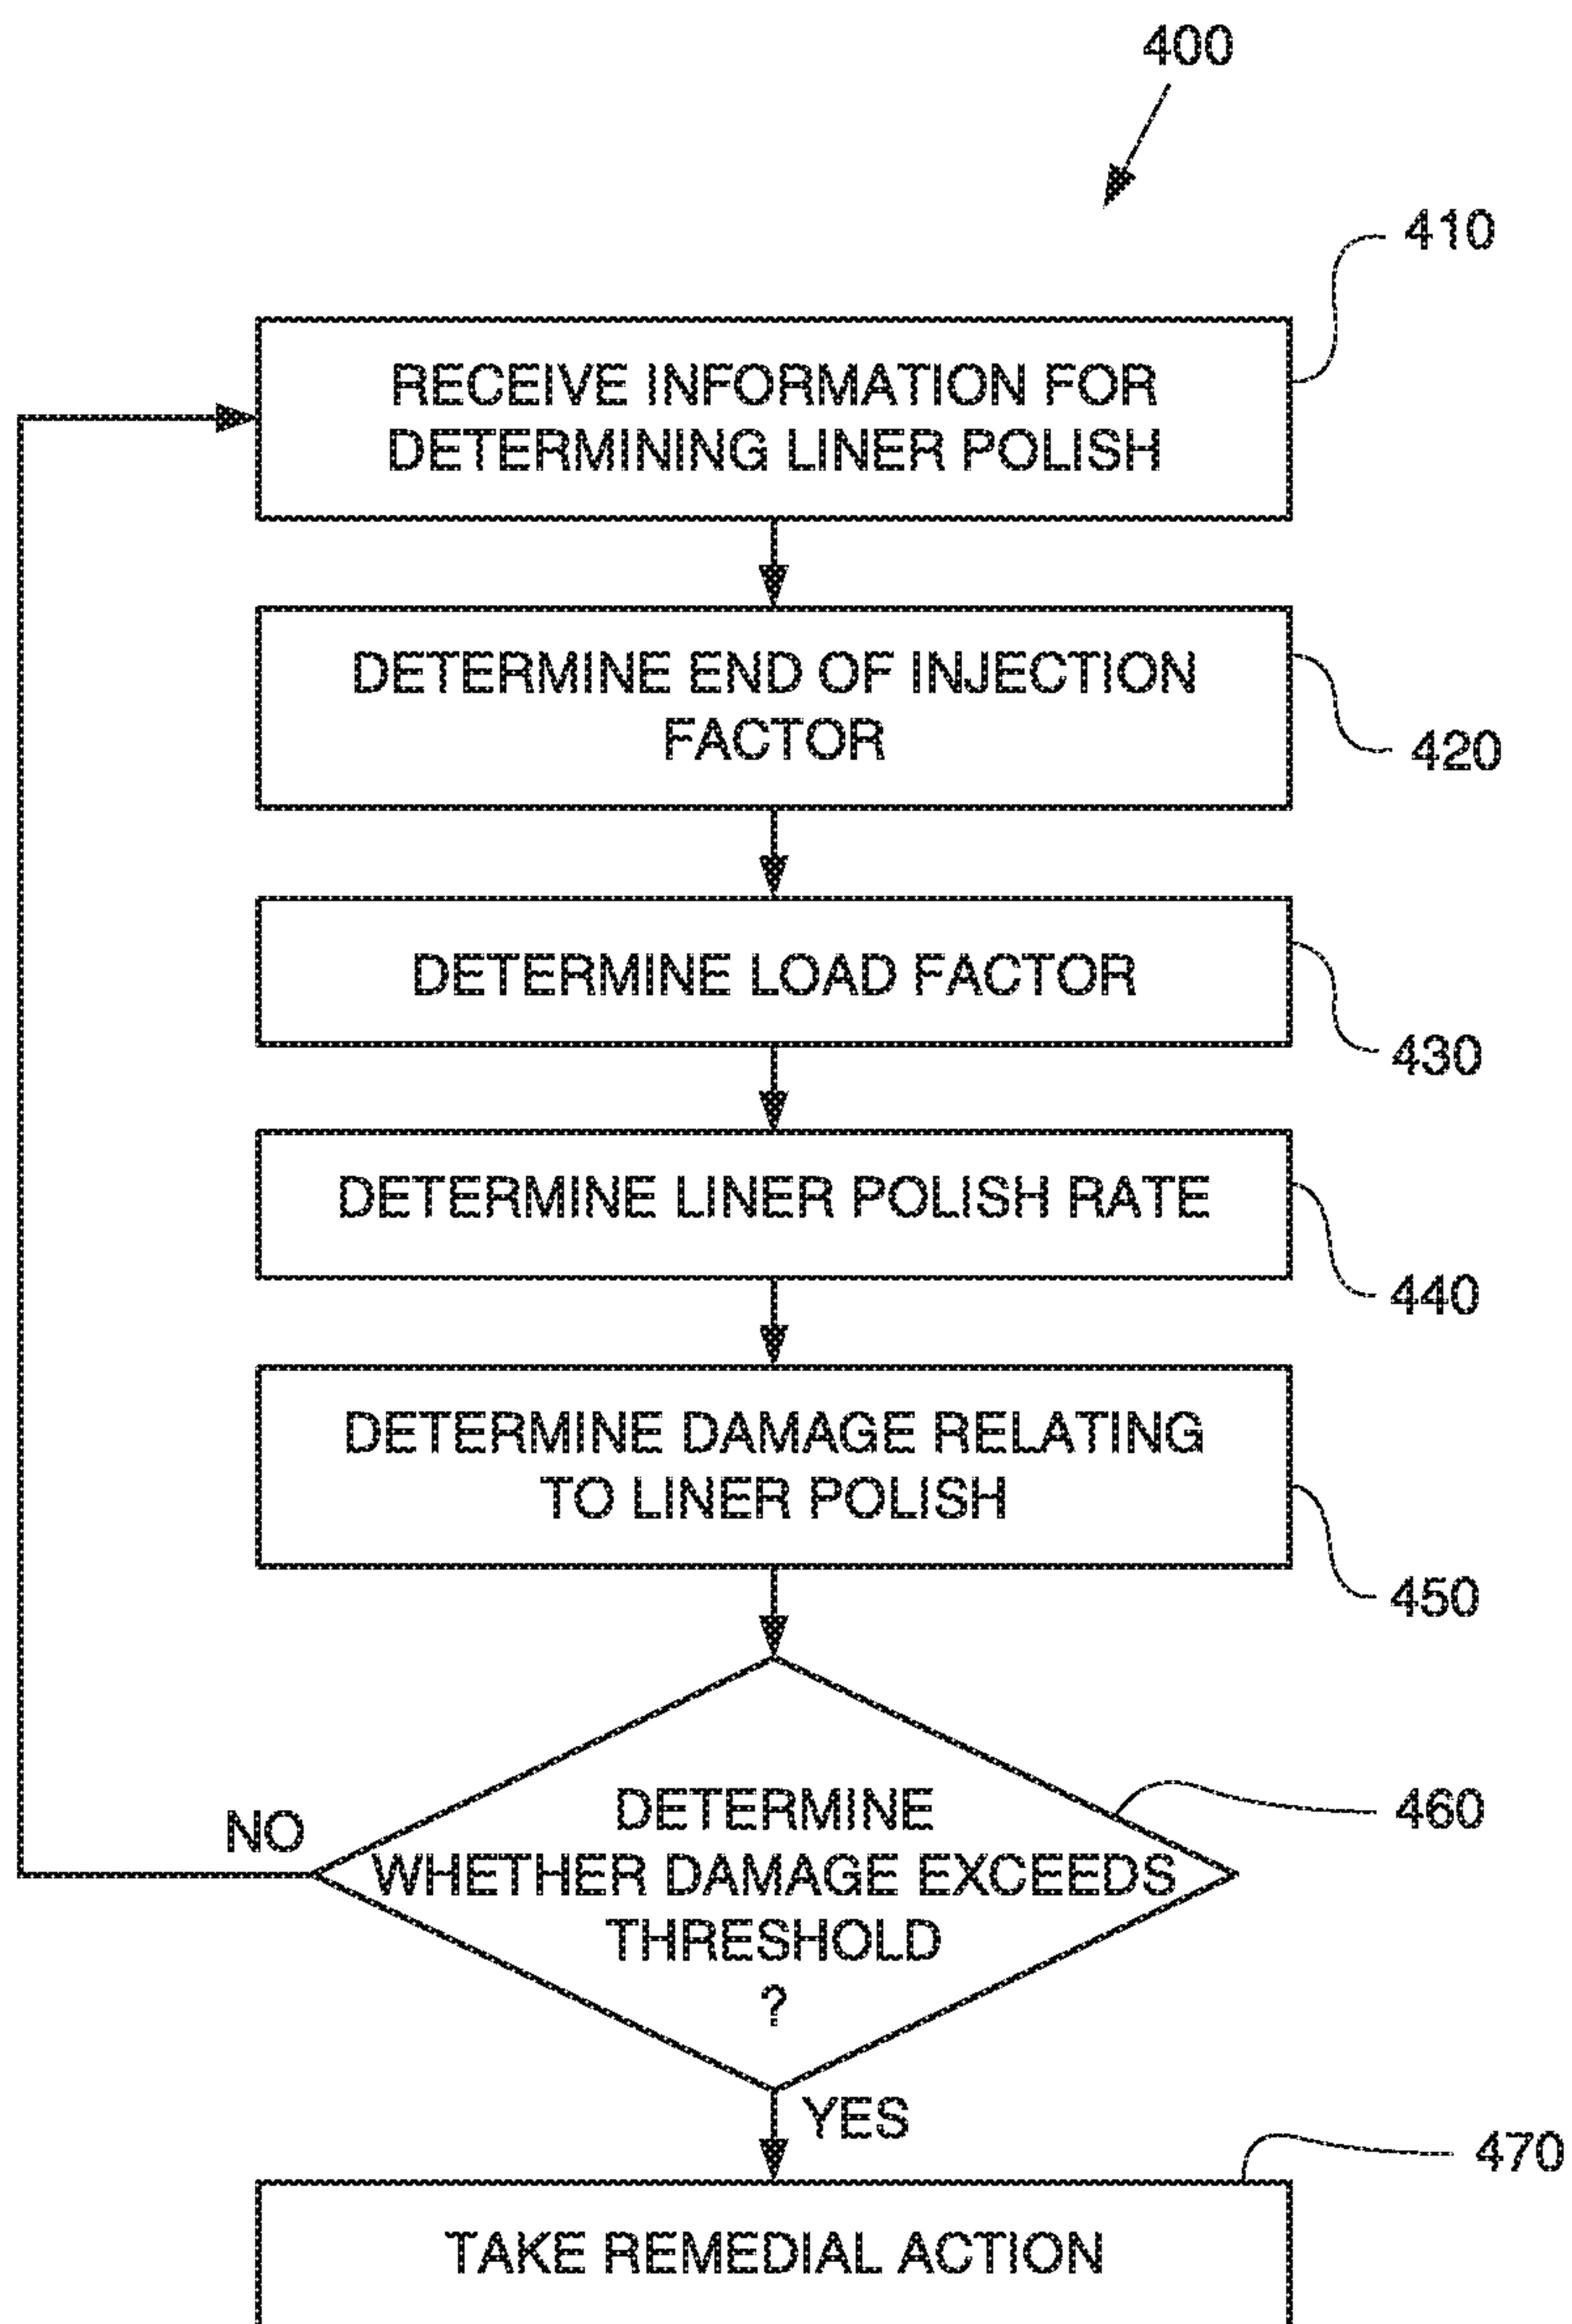 400
410
RECEIVE INFORMATION FOR
DETERMINING LINER POLISH
DETERMINE END OF INJECTION
FACTOR
420
DETERMINE LOAD FACTOR
430
DETERMINE LINER POLISH RATE
440
DETERMINE DAMAGE RELATING
TO LINER POLISH
450
DETERMINE
WHETHER DAMAGE EXCEEDS
THRESHOLD
?
460
NO
YES
470
TAKE REMEDIAL ACTION